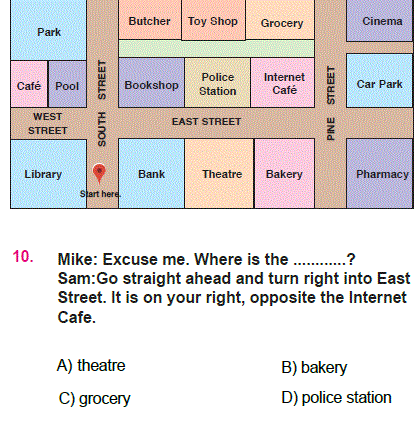 Park
Butcher Toy Shop Grocery
Cinema
Café Pool
SOUTH STREET
Bookshop
Police
Station
Internet
Café
PINE STREET
Car Park
WEST
STREET
EAST STREET
Library
Start here.
Bank
Theatre
Bakery
Pharmacy
10. Mike: Excuse me. Where is the ............?
Sam:Go straight ahead and turn right into East
Street. It is on your right, opposite the Internet
Cafe.
A) theatre
B) bakery
C) grocery
D) police station